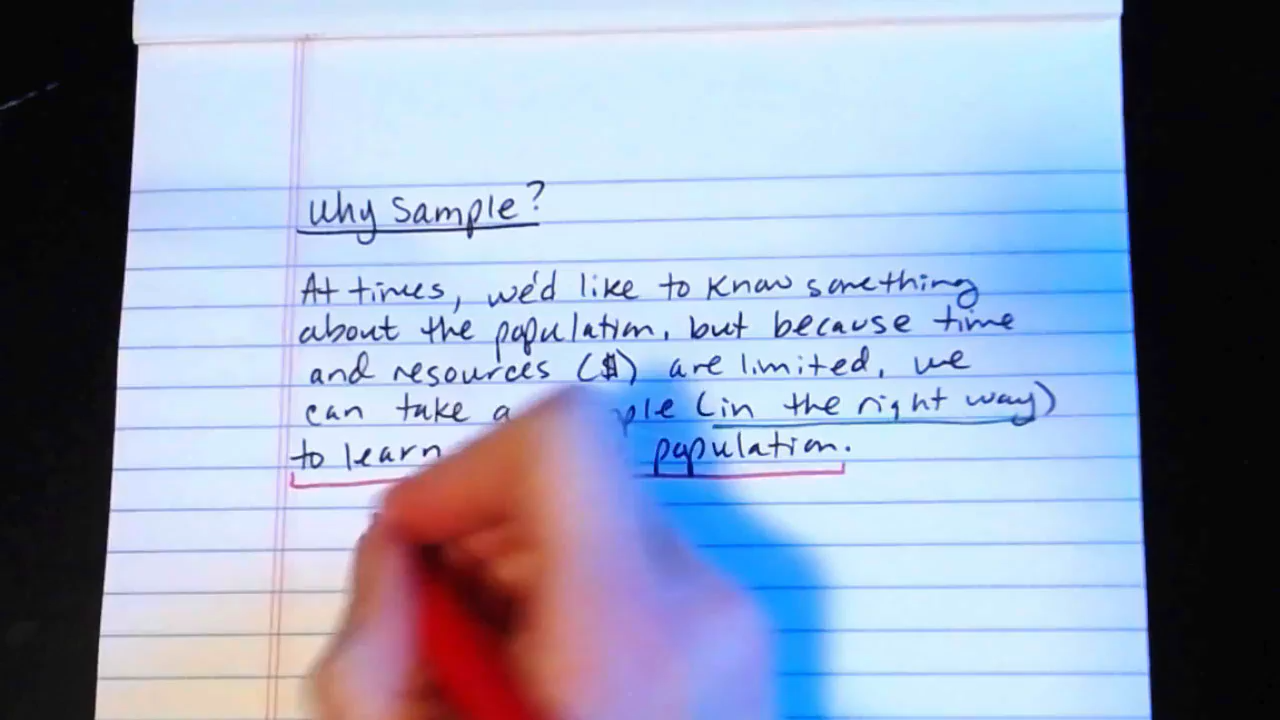 Why Sample?
At times, we'd like to know something
about the population, but because time
and resources ($) are limited, we
can take a (in the right way)
to learn population.